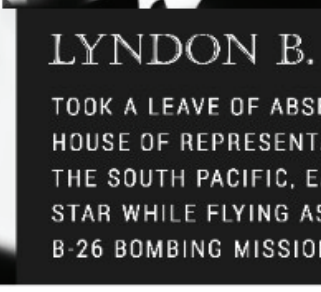 LYNDON B.
TOOK A LEAVE OF ABS
HOUSE OF REPRESENT
THE SOUTH PACIFIC, E
STAR WHILE FLYING AS
B-26 BOMBING MISSIO